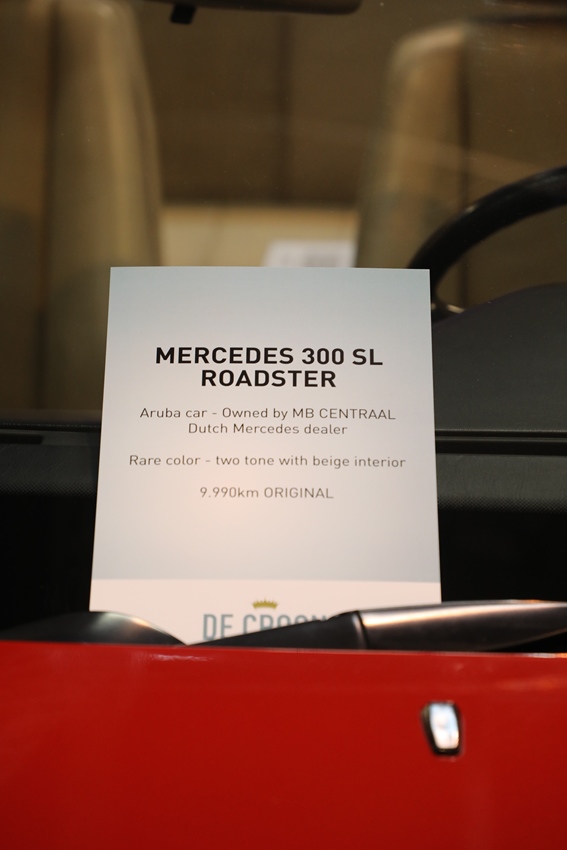 MERCEDES 300 SL
ROADSTER
Aruba car - Owned by MB CENTRAAL
Dutch Mercedes dealer
Rare color - two tone with beige interior
9.990km ORIGINAL
DE